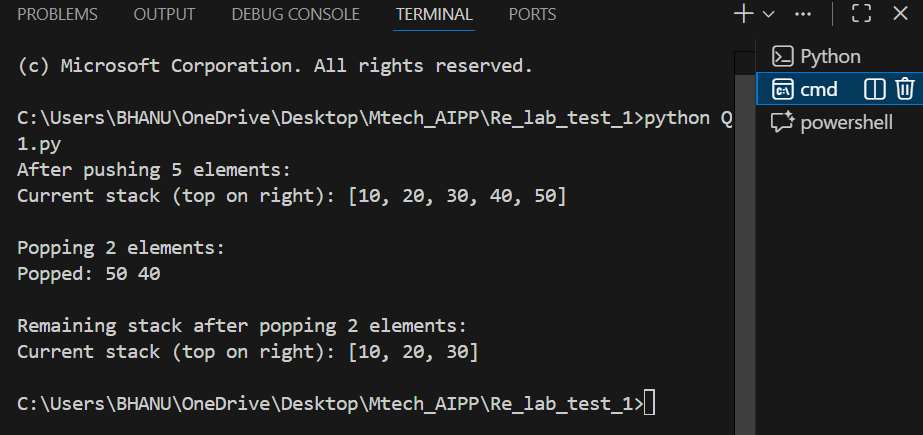 PROBLEMS OUTPUT DEBUG CONSOLE TERMINAL PORTS
(c) Microsoft Corporation. All rights reserved.
C:\Users\BHANU\OneDrive\Desktop\Mtech_AIPP\Re_lab_test_1>python Q
1.py
After pushing 5 elements:
Current stack (top on right): [10, 20, 30, 40, 50]
Popping 2 elements:
Popped: 50 40
Remaining stack after popping 2 elements:
Current stack (top on right): [10, 20, 30]
C:\Users\BHANU\OneDrive\Desktop\Mtech_AIPP\Re_lab_test_1>
Python
cmd
powershell